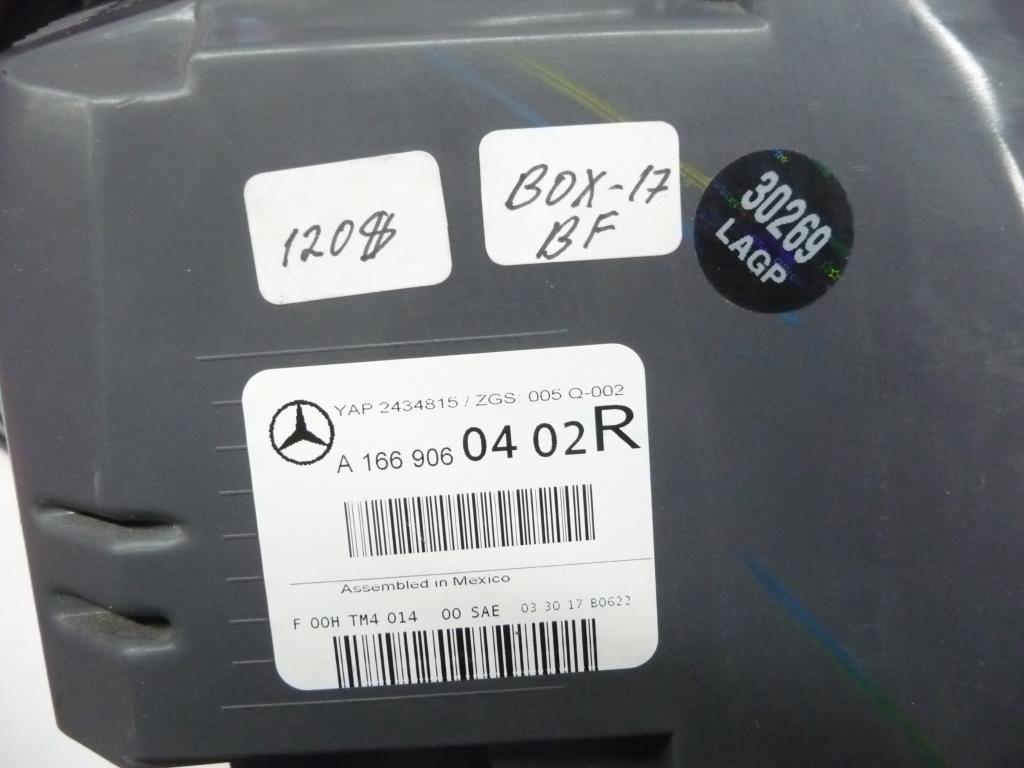 120$
BOX-17
BF
30269
LAGP
YAP 2434815 / ZGS: 005 Q-002
A 166 906 04 02 R
Assembled in Mexico
F 00H TM4 014 00 SAE 03 30 17 B0622